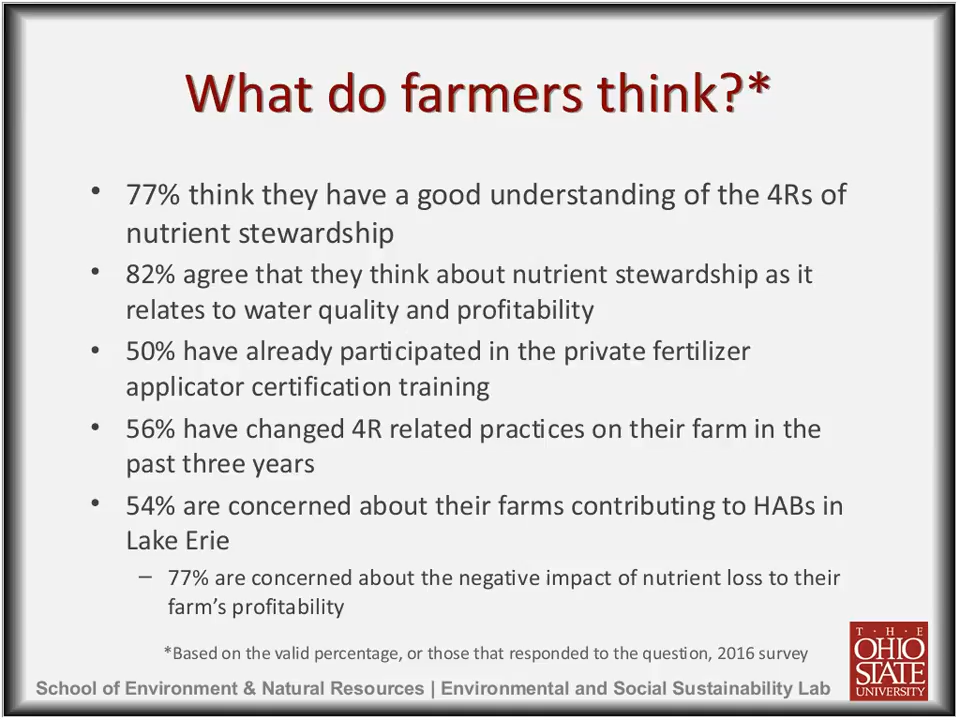 What do farmers think?*
• 77% think they have a good understanding of the 4Rs of
nutrient stewardship
• 82% agree that they think about nutrient stewardship as it
relates to water quality and profitability
• 50% have already participated in the private fertilizer
applicator certification training
• 56% have changed 4R related practices on their farm in the
past three years
• 54% are concerned about their farms contributing to HABs in
Lake Erie
– 77% are concerned about the negative impact of nutrient loss to their
farm's profitability
*Based on the valid percentage, or those that responded to the question, 2016 survey
School of Environment & Natural Resources | Environmental and Social Sustainability Lab
T · H · E
OHIO
STATE
UNIVERSITY